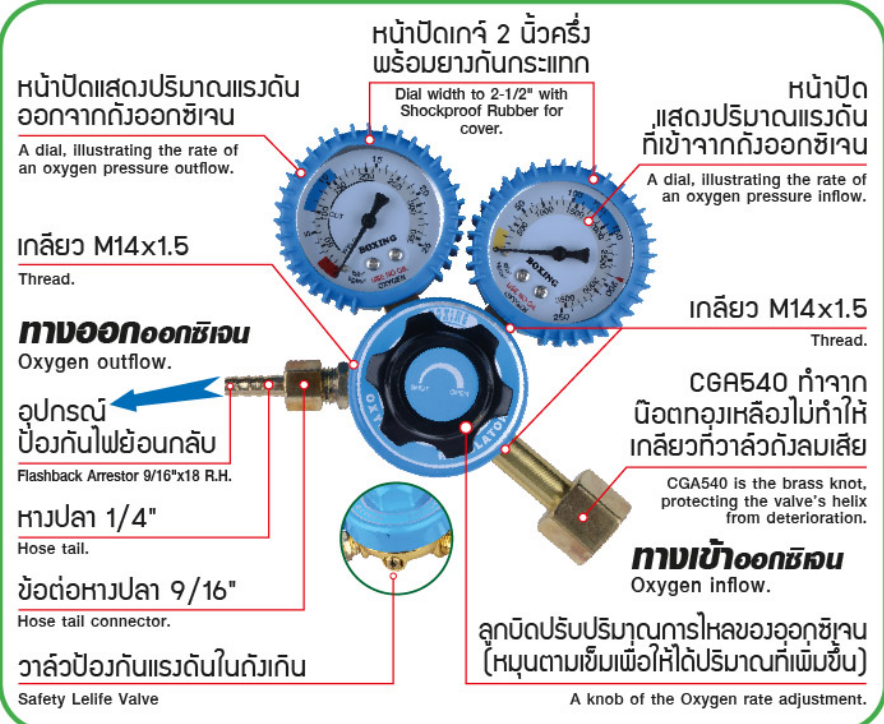 หน้าปัดเกจ์ 2 นิ้วครึ่ง
พร้อมยางกันกระแทก
Dial width to 2-1/2" with
Shockproof Rubber for
cover.
หน้าปัดแสดงปริมาณแรงดัน
ออกจากถังออกซิเจน
A dial, illustrating the rate of
an oxygen pressure outflow.
หน้าปัด
แสดงปริมาณแรงดัน
ที่เข้าจากถังออกซิเจน
A dial, illustrating the rate of
an oxygen pressure inflow.
BOXING
USE NO OIL
OXYGEN
BOXING
USE NO OIL
เกลียว M14x1.5
Thread.
เกลียว M14x1.5
Thread.
ทางออกออกซิเจน
Oxygen outflow.
SHUT OPEN
อุปกรณ์
ป้องกันไฟย้อนกลับ
Flashback Arrestor 9/16"x18 R.H.
CGA540 ทำจาก
น๊อตทองเหลืองไม่ทำให้
เกลียวที่วาล์วถังลมเสีย
CGA540 is the brass knot,
protecting the valve's helix
from deterioration.
หางปลา 1/4"
Hose tail.
ทางเข้าออกซิเจน
Oxygen inflow.
ข้อต่อหางปลา 9/16"
Hose tail connector.
วาล์วป้องกันแรงดันในถังเกิน
Safety Lelife Valve
ลูกบิดปรับปริมาณการไหลของออกซิเจน
(หมุนตามเข็มเพื่อให้ได้ปริมาณที่เพิ่มขึ้น)
A knob of the Oxygen rate adjustment.